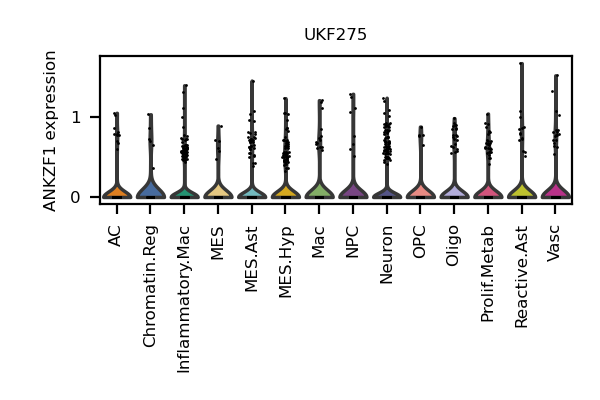 UKF275
ANKZF1 expression
1
0
AC
Chromatin.Reg
Inflammatory.Mac
MES
MES.Ast
MES.Hyp
Mac
NPC
Neuron
OPC
Oligo
Prolif.Metab
Reactive.Ast
Vasc